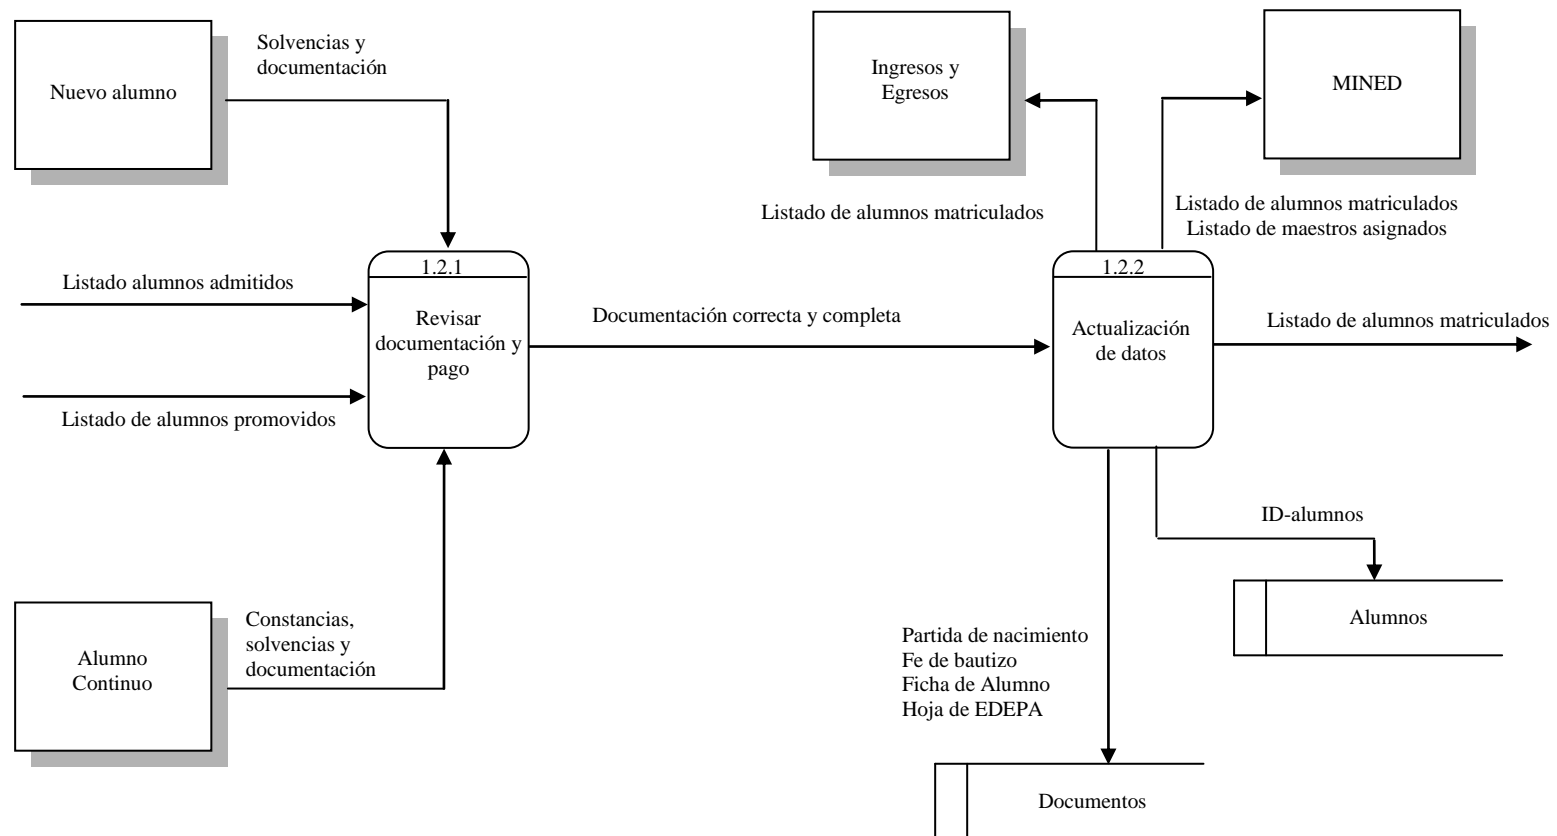 Nuevo alumno
Solvencias y
documentación
Ingresos y
Egresos
MINED
Listado de alumnos matriculados
Listado de alumnos matriculados
Listado de maestros asignados
Listado alumnos admitidos
Listado de alumnos promovidos
1.2.1
Revisar
documentación y
pago
Documentación correcta y completa
1.2.2
Actualización
de datos
Listado de alumnos matriculados
ID-alumnos
Alumnos
Alumno
Continuo
Constancias,
solvencias y
documentación
Partida de nacimiento
Fe de bautizo
Ficha de Alumno
Hoja de EDEPA
Documentos